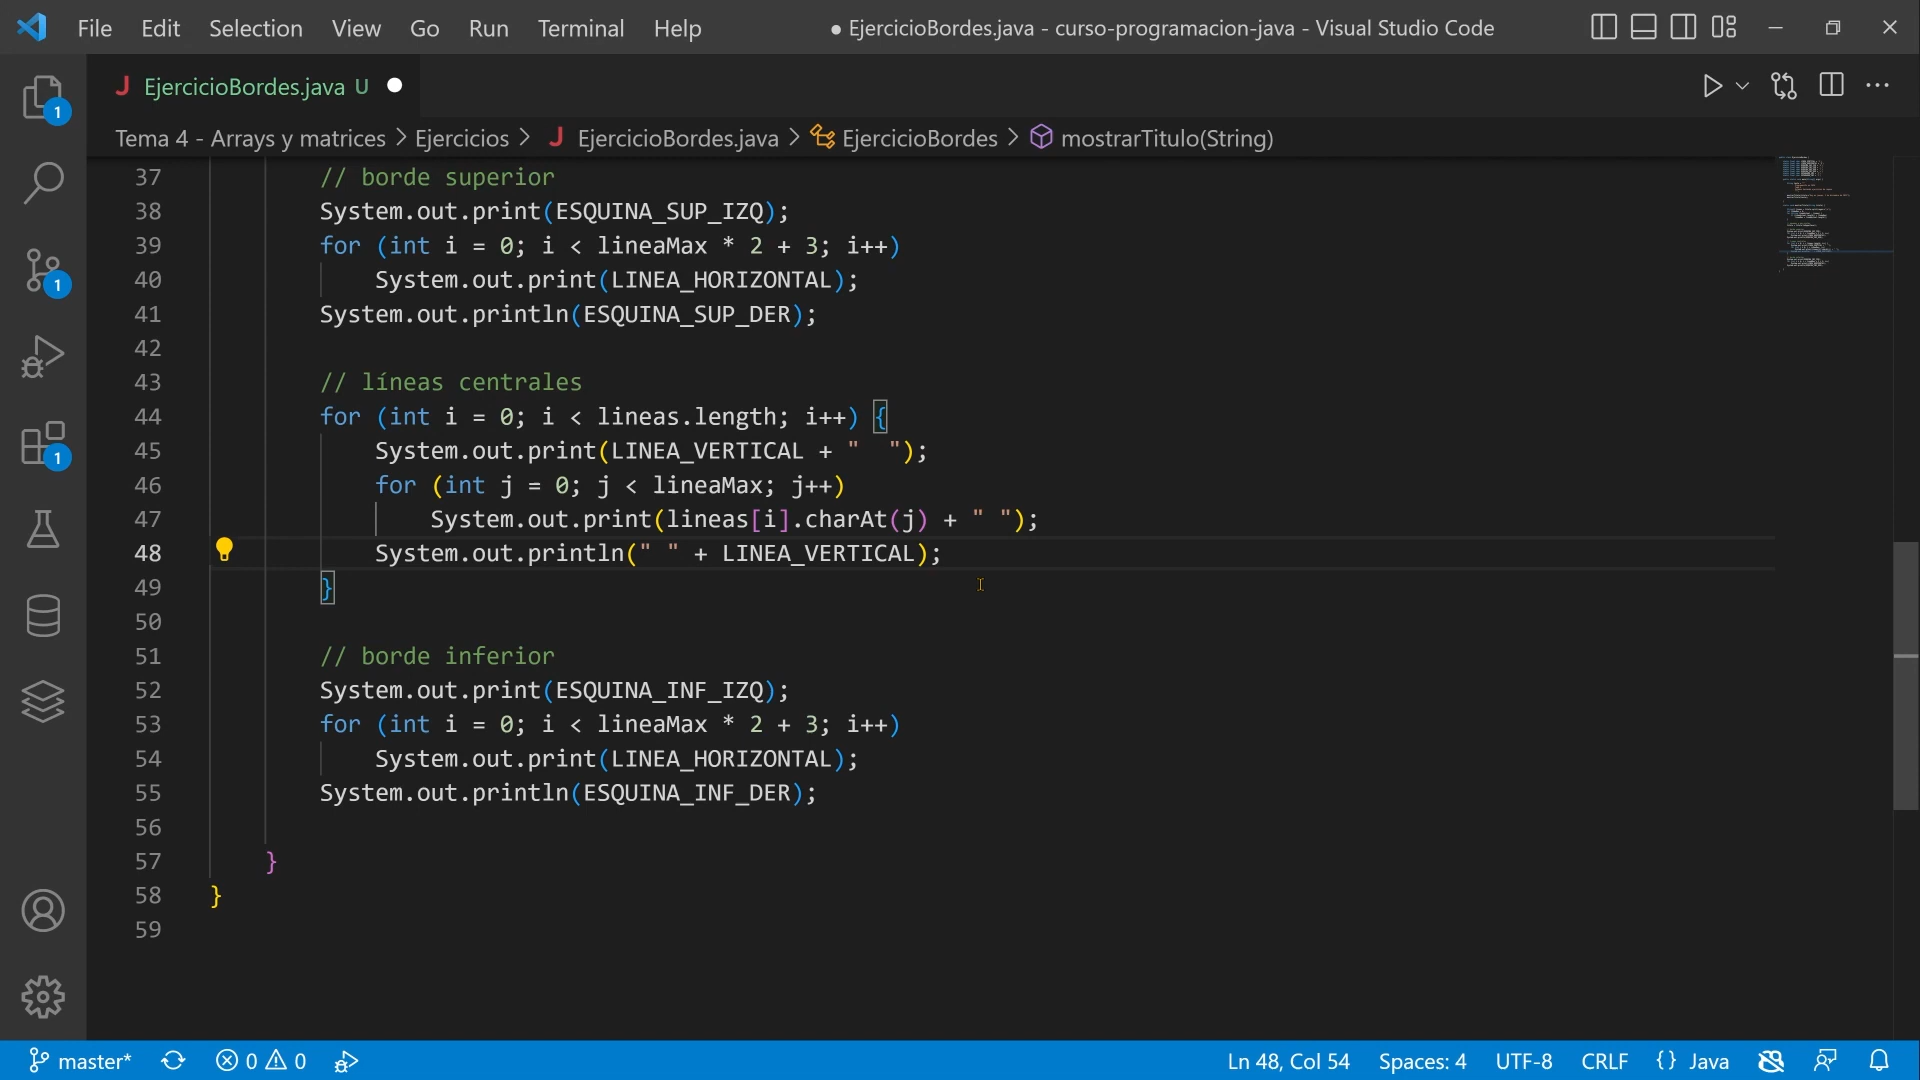 File Edit Selection View Go Run Terminal Help ● EjercicioBordes.java - curso-programacion-java - Visual Studio Code
J EjercicioBordes.java U
Tema 4 - Arrays y matrices > Ejercicios > J EjercicioBordes.java > EjercicioBordes > mostrarTitulo(String)
37 // borde superior
38 System.out.print(ESQUINA_SUP_IZQ);
39 for (int i = 0; i < lineaMax * 2 + 3; i++)
40 System.out.print(LINEA_HORIZONTAL);
41 System.out.println(ESQUINA_SUP_DER);
42
43 // líneas centrales
44 for (int i = 0; i < lineas.length; i++) {
45 System.out.print(LINEA_VERTICAL + "  ");
46 for (int j = 0; j < lineaMax; j++)
47 System.out.print(lineas[i].charAt(j) + " ");
48 System.out.println(" " + LINEA_VERTICAL);
49 }
50
51 // borde inferior
52 System.out.print(ESQUINA_INF_IZQ);
53 for (int i = 0; i < lineaMax * 2 + 3; i++)
54 System.out.print(LINEA_HORIZONTAL);
55 System.out.println(ESQUINA_INF_DER);
56
57 }
58 }
59
1
1
1
master* 0 0 Ln 48, Col 54 Spaces: 4 UTF-8 CRLF {} Java